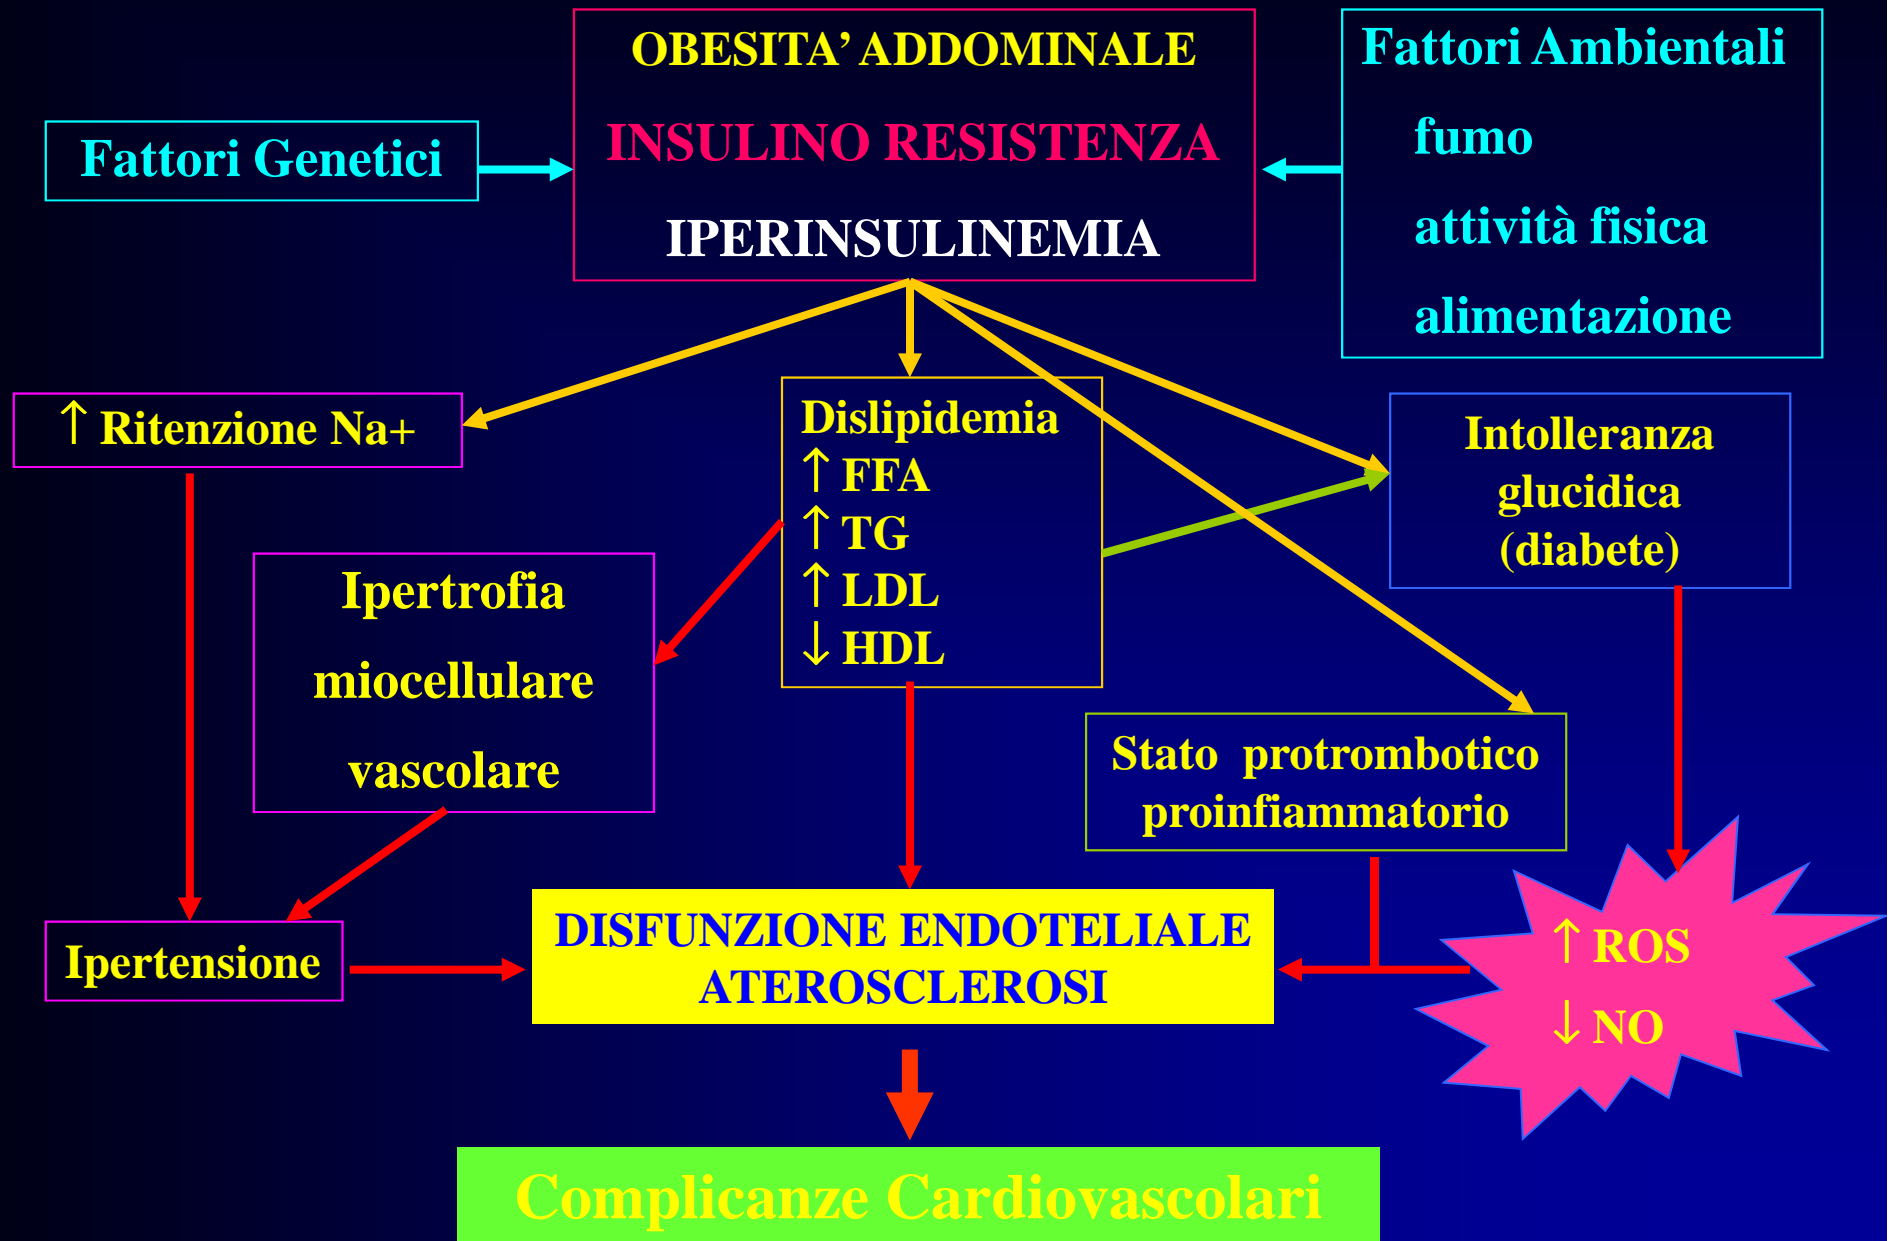 OBESITA’ ADDOMINALE
INSULINO RESISTENZA
IPERINSULINEMIA
Fattori Genetici
Fattori Ambientali
fumo
attività fisica
alimentazione
↑ Ritenzione Na+
Dislipidemia
↑ FFA
↑ TG
↑ LDL
↓ HDL
Intolleranza
glucidica
(diabete)
Ipertrofia
miocellulare
vascolare
Stato protrombotico
proinfiammatorio
Ipertensione
DISFUNZIONE ENDOTELIALE
ATEROSCLEROSI
↑ ROS
↓ NO
Complicanze Cardiovascolari